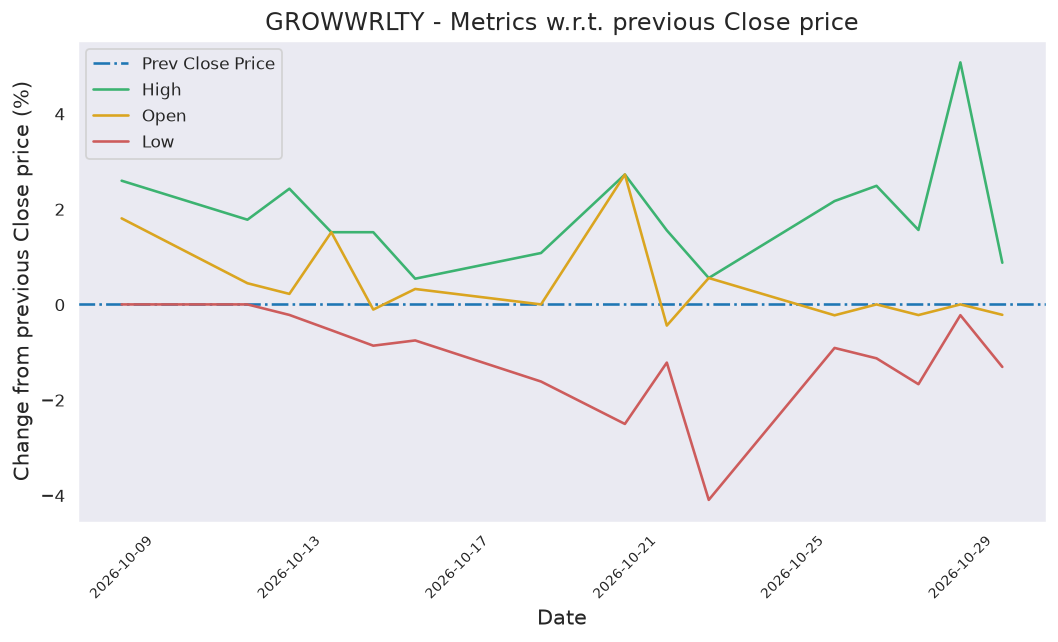 GROWWRLTY - Metrics w.r.t. previous Close price
Prev Close Price
High
Open
Low
Change from previous Close price (%)
4
2
0
−2
−4
2026-10-09
2026-10-13
2026-10-17
2026-10-21
2026-10-25
2026-10-29
Date